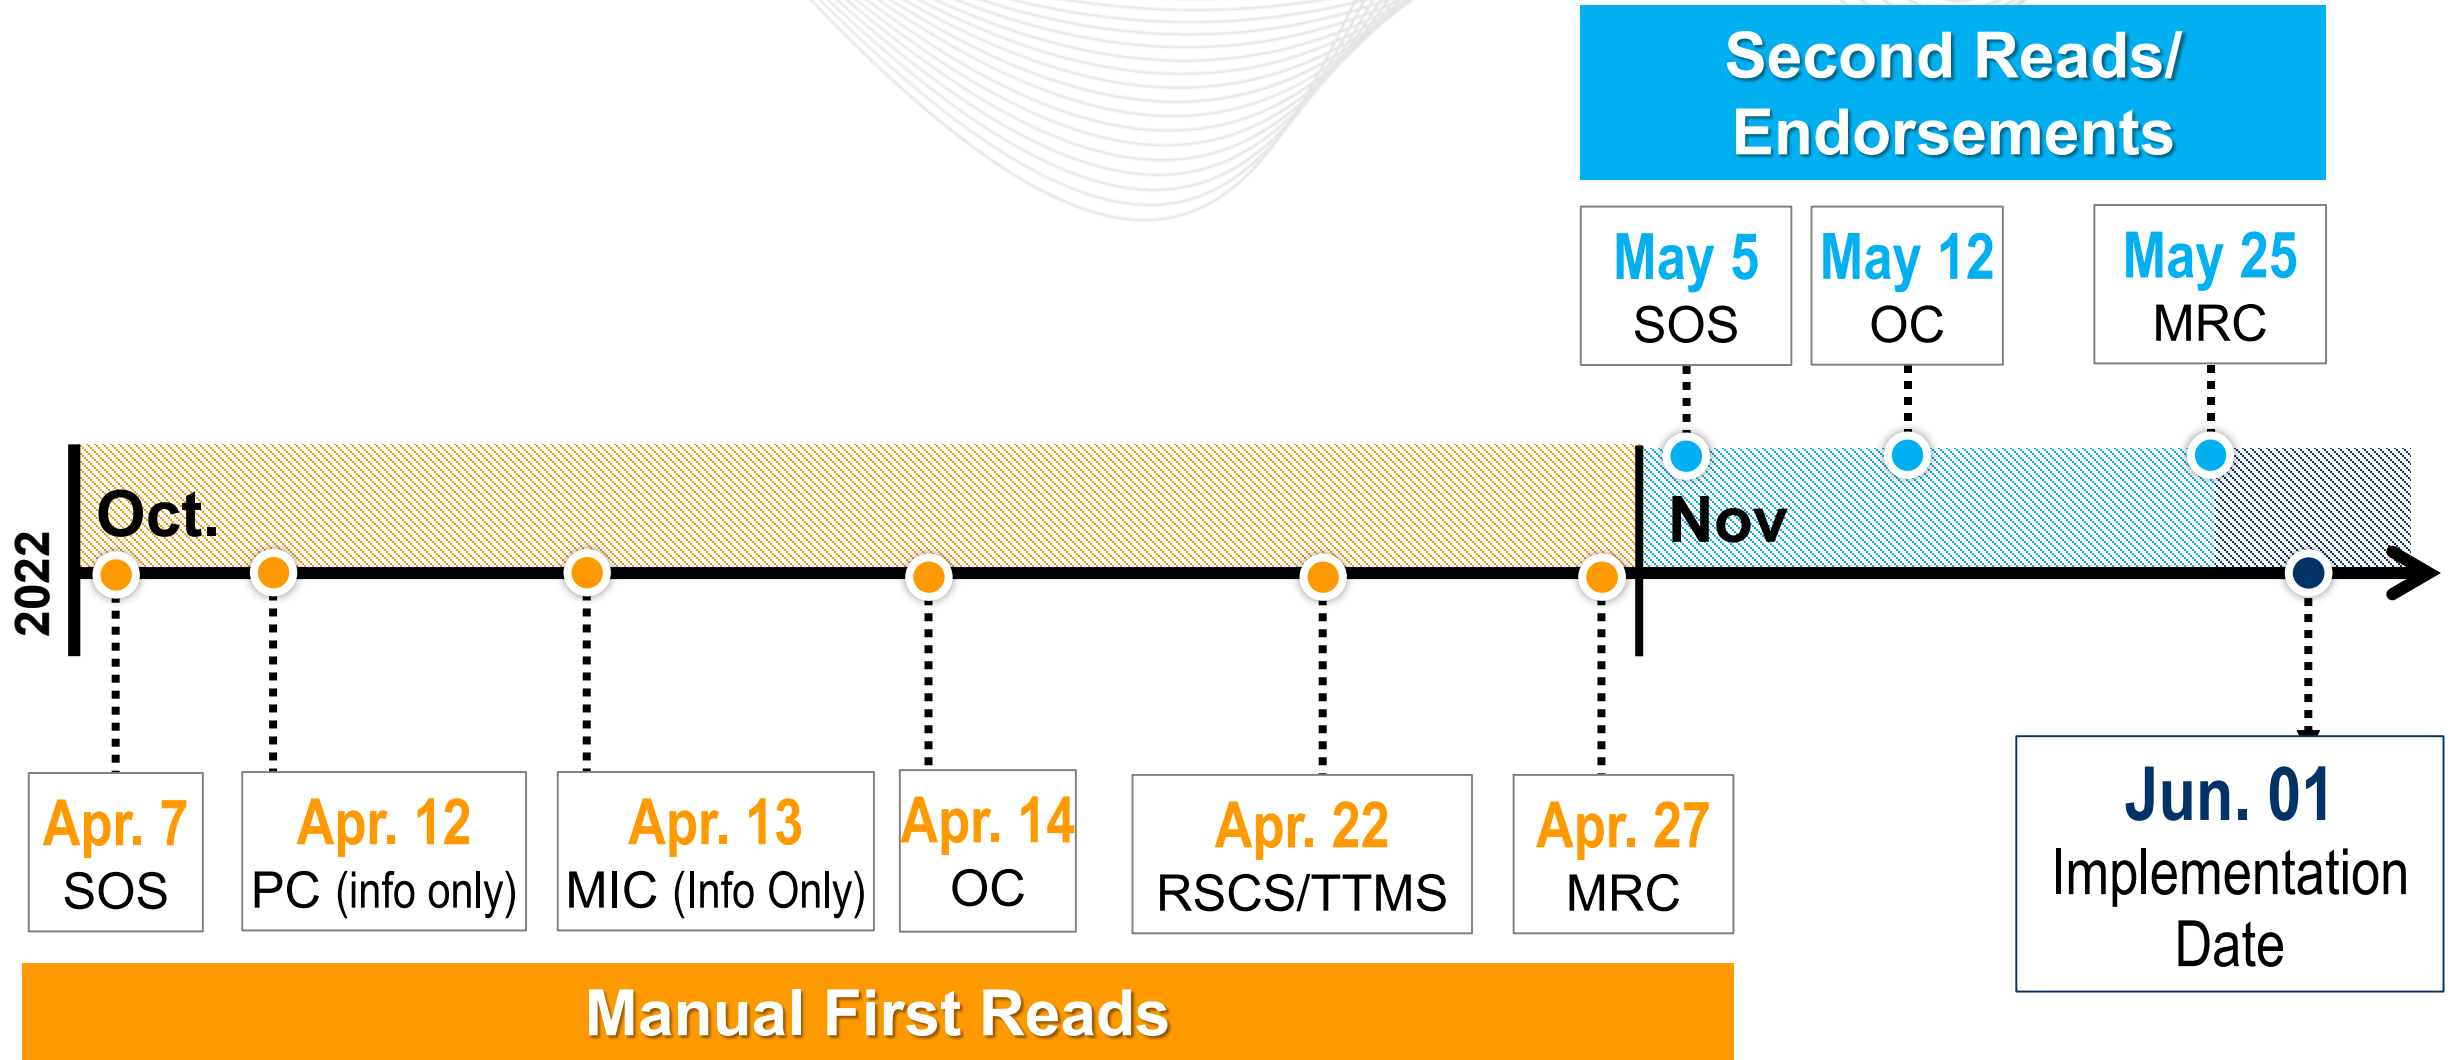 Second Reads/
Endorsements
May 5
SOS
May 12
OC
May 25
MRC
2022
Oct.
Nov
Apr. 7
SOS
Apr. 12
PC (info only)
Apr. 13
MIC (Info Only)
Apr. 14
OC
Apr. 22
RSCS/TTMS
Apr. 27
MRC
Jun. 01
Implementation
Date
Manual First Reads